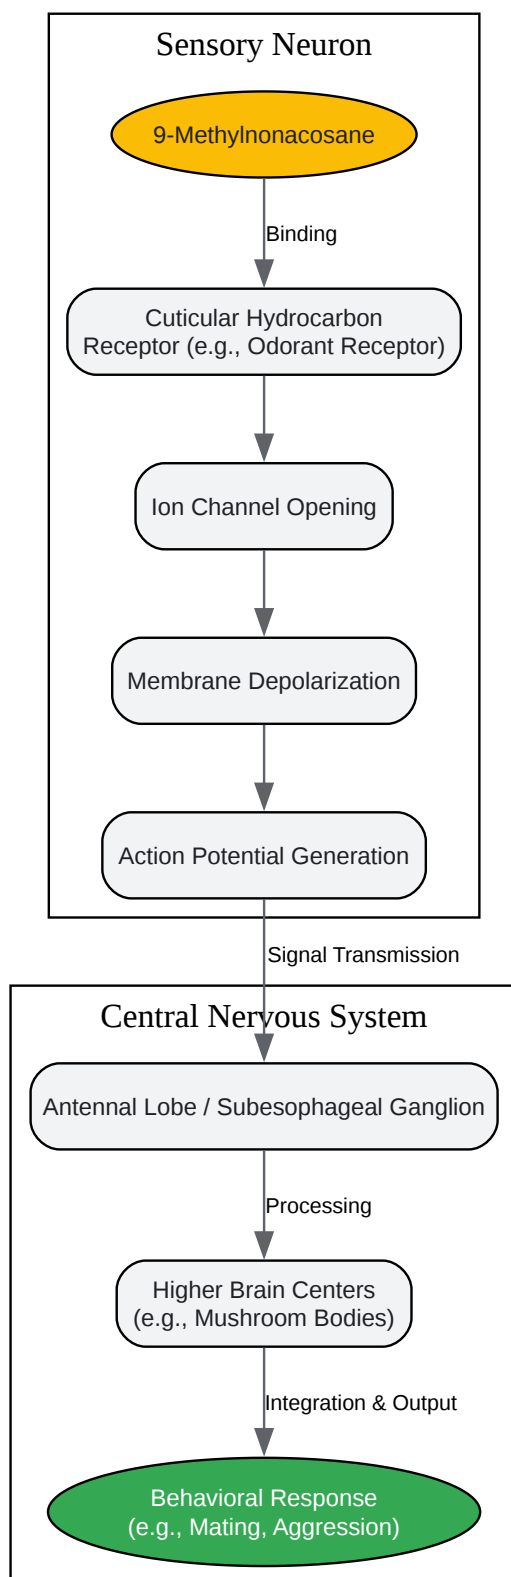 Sensory Neuron
9-Methylnonacosane
Binding
Cuticular Hydrocarbon
Receptor (e.g., Odorant Receptor)
Ion Channel Opening
Membrane Depolarization
Action Potential Generation
Signal Transmission
Central Nervous System
Antennal Lobe / Subesophageal Ganglion
Processing
Higher Brain Centers
(e.g., Mushroom Bodies)
Integration & Output
Behavioral Response
(e.g., Mating, Aggression)